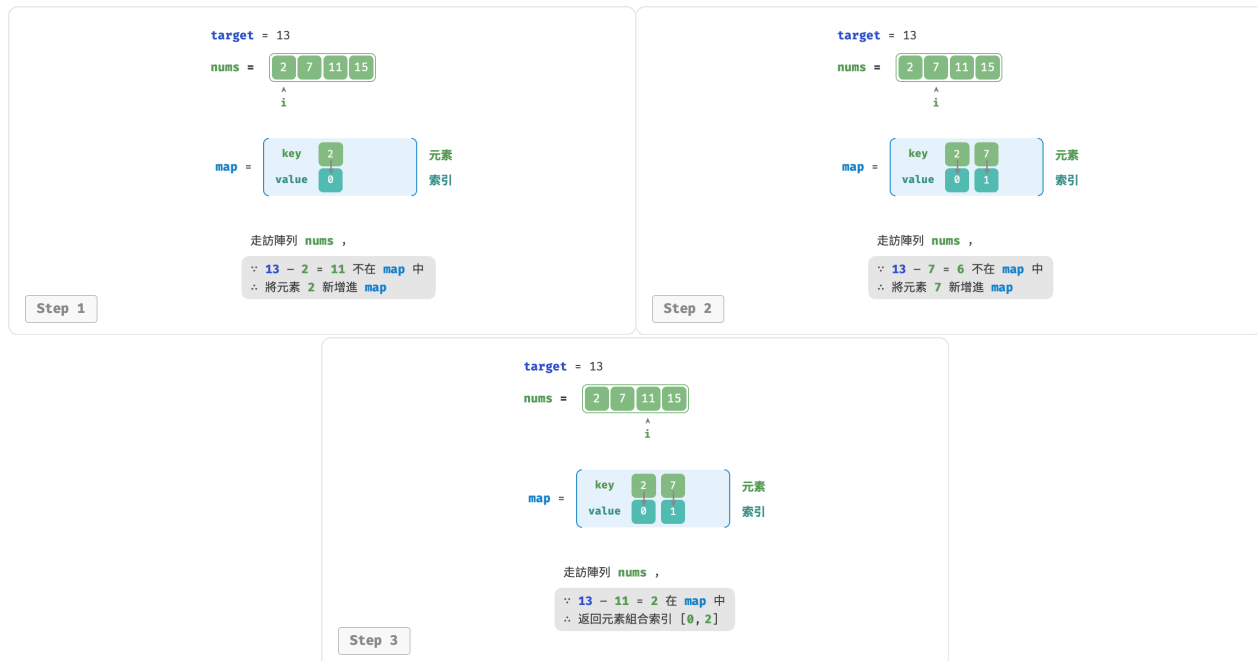 target = 13
nums = 2 7 11 15
i
map = key 2 元素
value 0 索引
走訪陣列 nums ,
∵ 13 − 2 = 11 不在 map 中
∴ 將元素 2 新增進 map
Step 1
target = 13
nums = 2 7 11 15
i
map = key 2 7 元素
value 0 1 索引
走訪陣列 nums ,
∵ 13 − 7 = 6 不在 map 中
∴ 將元素 7 新增進 map
Step 2
target = 13
nums = 2 7 11 15
i
map = key 2 7 元素
value 0 1 索引
走訪陣列 nums ,
∵ 13 − 11 = 2 在 map 中
∴ 返回元素組合索引 [0,2]
Step 3